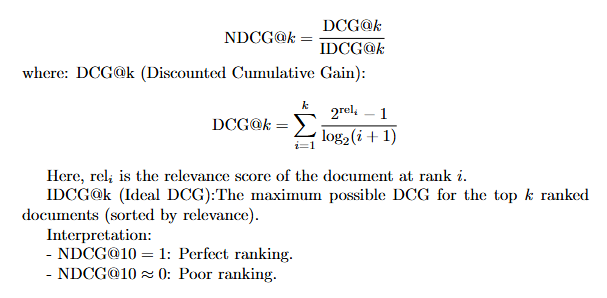 NDCG@k = DCG@k / IDCG@k
where: DCG@k (Discounted Cumulative Gain):
DCG@k = ∑_{i=1}^{k} (2^{rel_i} − 1) / log₂(i + 1)
Here, rel_i is the relevance score of the document at rank i.
IDCG@k (Ideal DCG):The maximum possible DCG for the top k ranked
documents (sorted by relevance).
Interpretation:
- NDCG@10 = 1: Perfect ranking.
- NDCG@10 ≈ 0: Poor ranking.